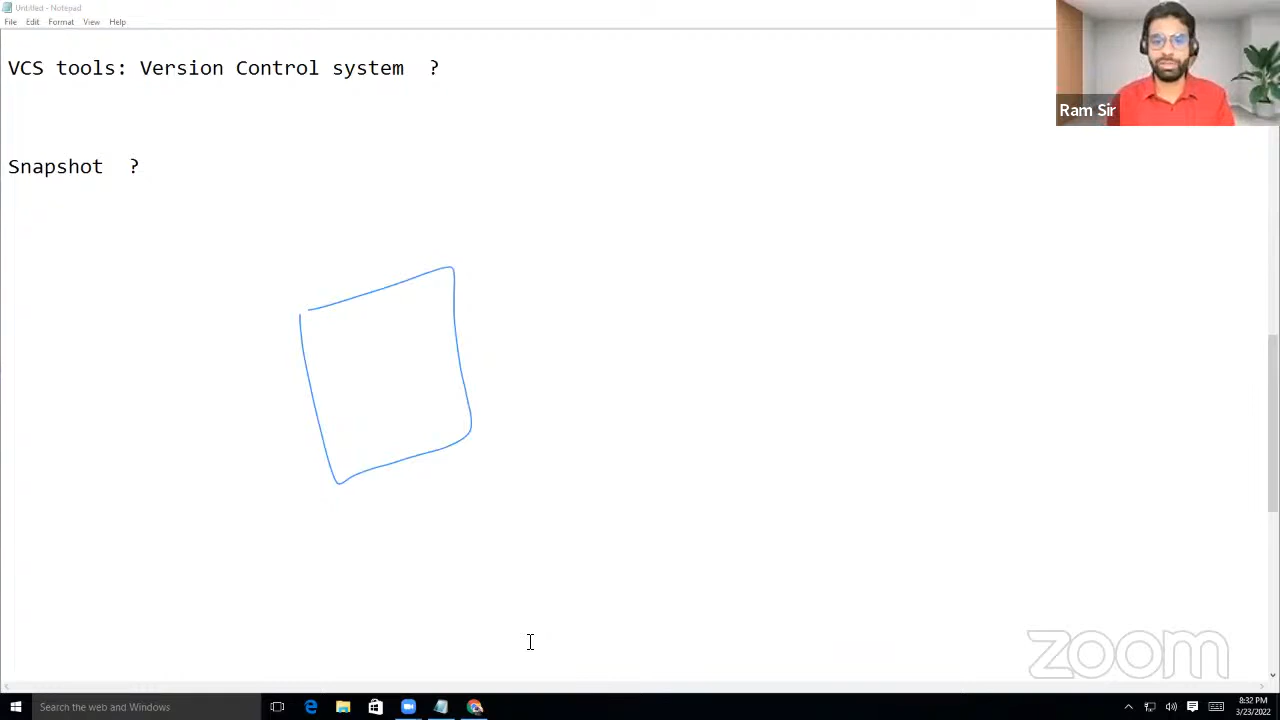 Untitled - Notepad
File Edit Format View Help
VCS tools: Version Control system ?
Ram Sir
Snapshot ?
zoom
Search the web and Windows
8:32 PM
3/23/2022